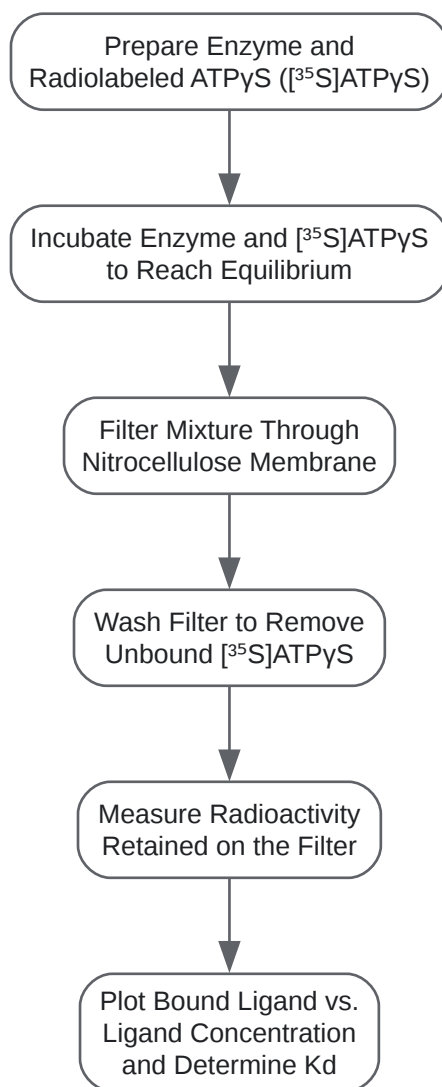 Prepare Enzyme and
Radiolabeled ATPγS ([³⁵S]ATPγS)
Incubate Enzyme and [³⁵S]ATPγS
to Reach Equilibrium
Filter Mixture Through
Nitrocellulose Membrane
Wash Filter to Remove
Unbound [³⁵S]ATPγS
Measure Radioactivity
Retained on the Filter
Plot Bound Ligand vs.
Ligand Concentration
and Determine Kd